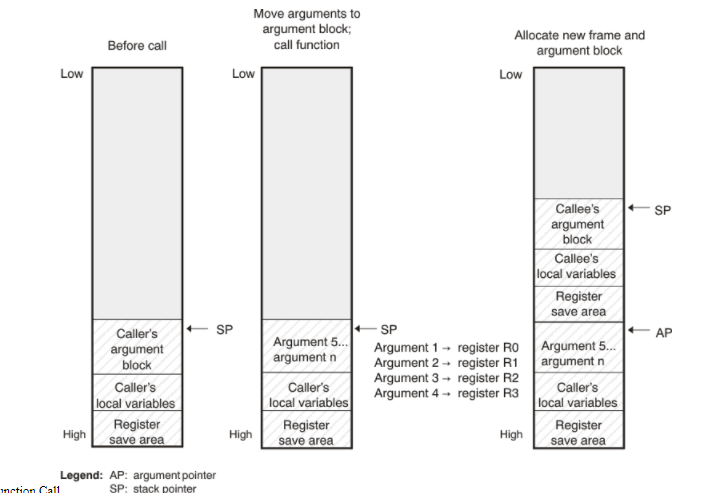 Before call
Move arguments to
argument block;
call function
Allocate new frame and
argument block
Low
Low
Low
Caller's
argument
block
Caller's
local variables
Register
save area
SP
High
Argument 5...
argument n
Caller's
local variables
Register
save area
SP
High
Argument 1 → register R0
Argument 2 → register R1
Argument 3 → register R2
Argument 4 → register R3
Callee's
argument
block
Callee's
local variables
Register
save area
Argument 5...
argument n
Caller's
local variables
Register
save area
SP
AP
High
Legend: AP: argument pointer
SP: stack pointer
Call